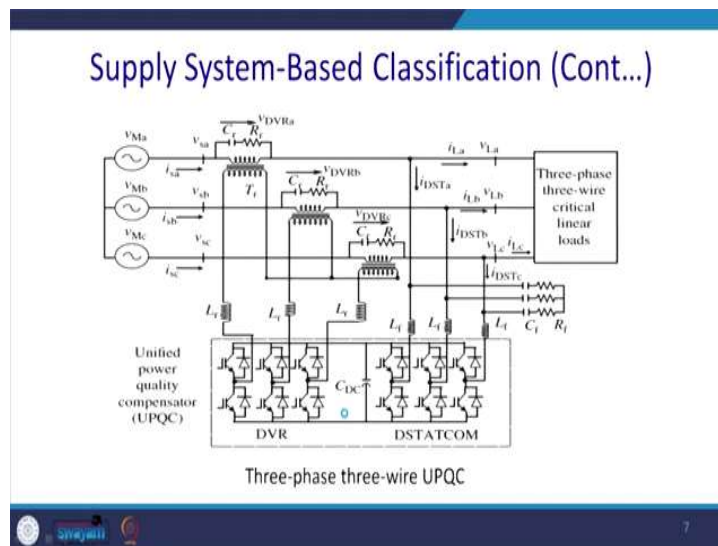 Supply System-Based Classification (Cont...)
vDVRa
Cr Rr
vMa
vsa
isa
Tr
iLa vLa
iDSTa
vDVRb
Cr Rr
vMb
vsb
isb
iLb vLb
iDSTb
vDVRc
Cr Rr
vMc
vsc
isc
vLc iLc
iDSTc
Three-phase
three-wire
critical
linear
loads
Lr Lr Lr
Lf Lf Lf
Cf Rf
Unified
power
quality
compensator
(UPQC)
CDC
DVR
DSTATCOM
Three-phase three-wire UPQC
swayam
7